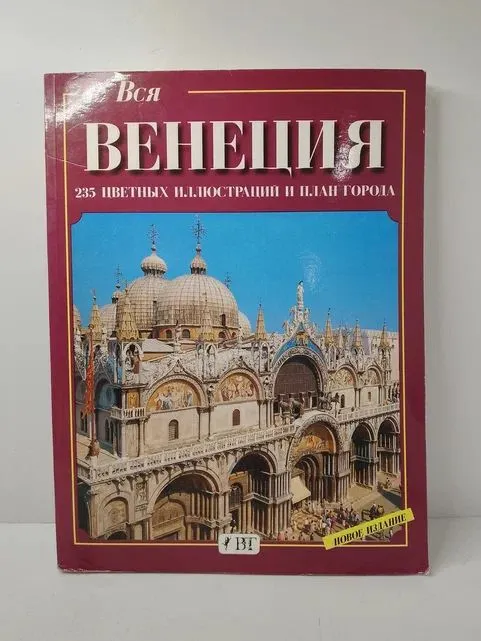 Вся
ВЕНЕЦИЯ
235 ЦВЕТНЫХ ИЛЛЮСТРАЦИЙ И ПЛАН ГОРОДА
BT
НОВОЕ ИЗДАНИЕ